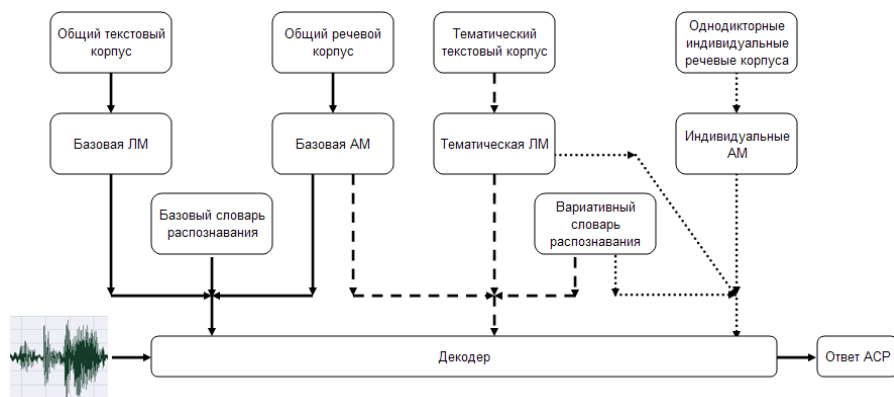 Общий текстовый
корпус
Общий речевой
корпус
Тематический
текстовый корпус
Однодикторные
индивидуальные
речевые корпуса
Базовая ЛМ
Базовая АМ
Тематическая ЛМ
Индивидуальные
АМ
Базовый словарь
распознавания
Вариативный
словарь
распознавания
Декодер
Ответ АСР